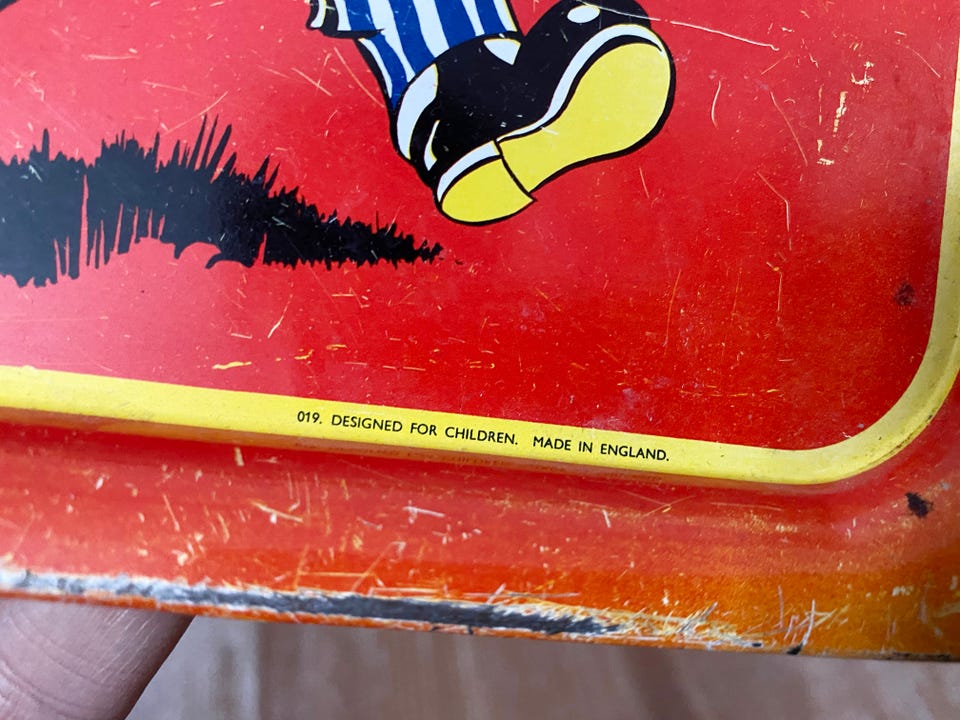 019. DESIGNED FOR CHILDREN. MADE IN ENGLAND.